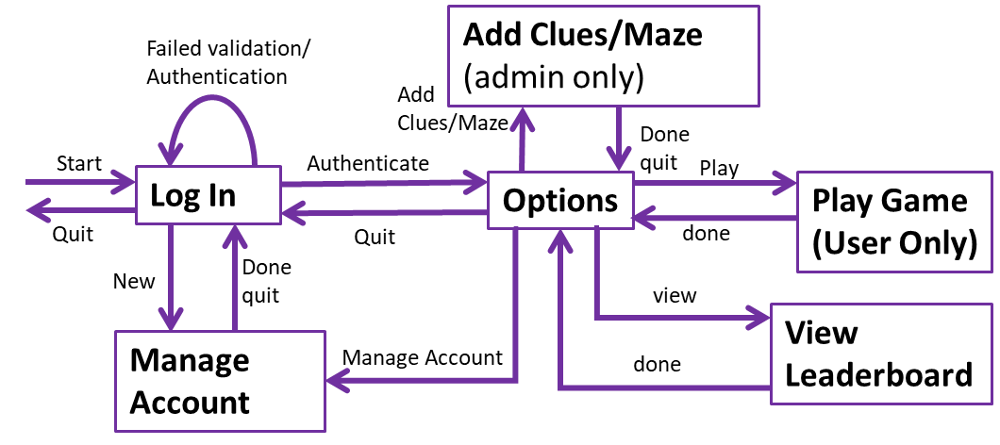 Add Clues/Maze
(admin only)
Failed validation/
Authentication
Add
Clues/Maze
Done
quit
Start
Authenticate
Play
Log In
Options
Play Game
(User Only)
Quit
Quit
done
New
Done
quit
view
View
Leaderboard
Manage Account
done
Manage
Account